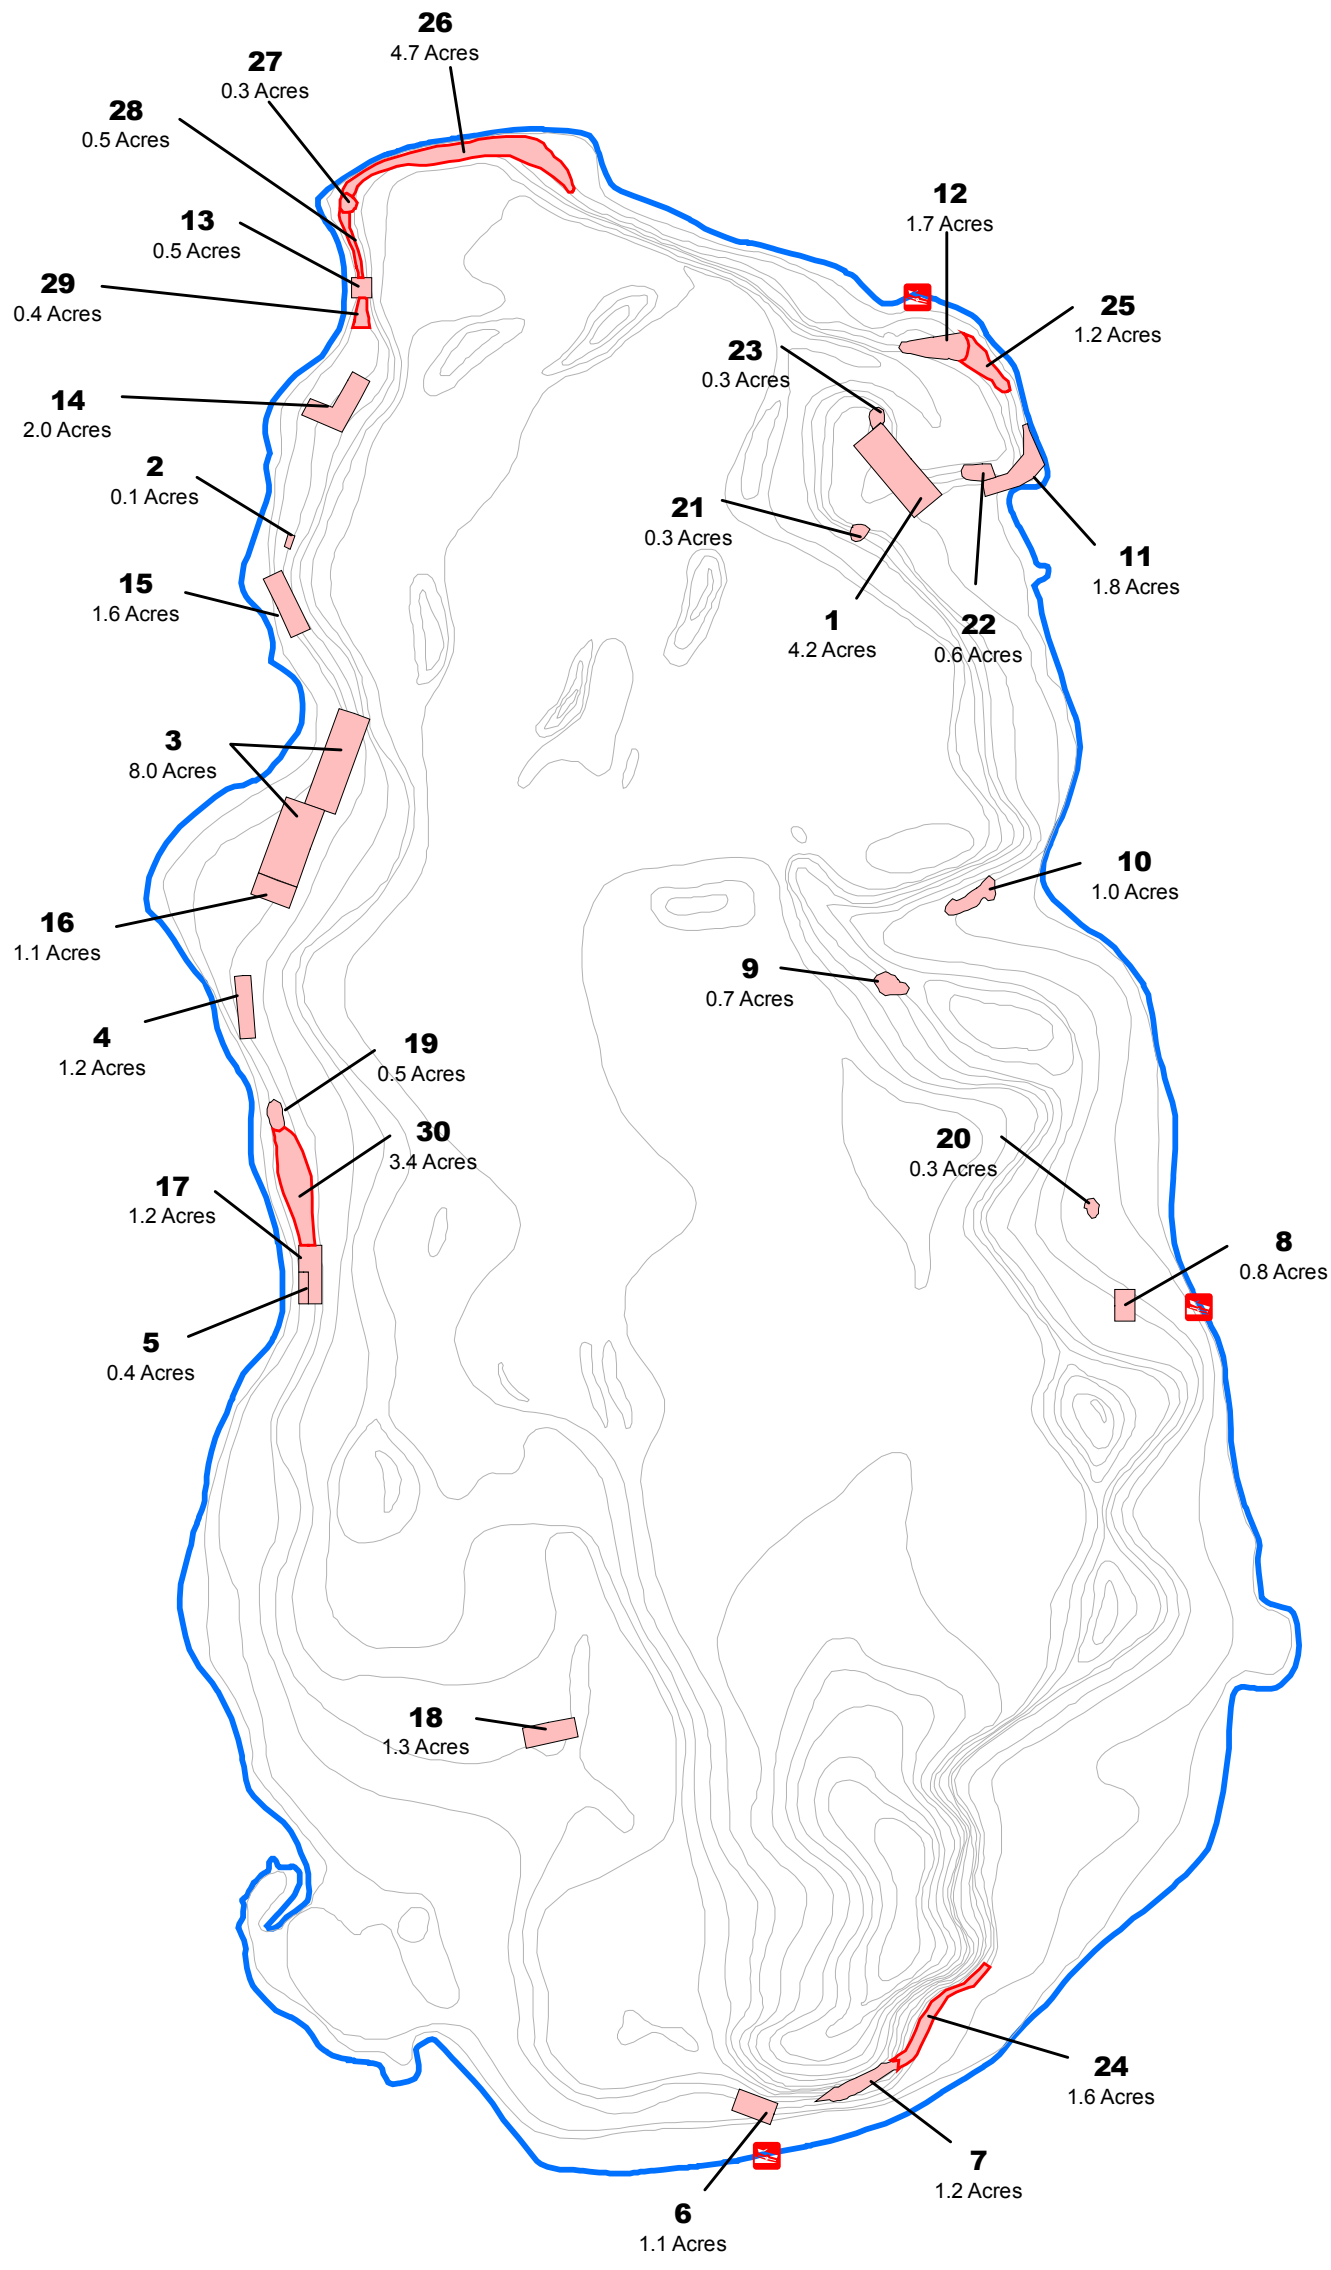 26
4.7 Acres
27
0.3 Acres
28
0.5 Acres
12
1.7 Acres
13
0.5 Acres
29
0.4 Acres
25
1.2 Acres
23
0.3 Acres
14
2.0 Acres
2
0.1 Acres
21
0.3 Acres
11
1.8 Acres
15
1.6 Acres
1
4.2 Acres
22
0.6 Acres
3
8.0 Acres
10
1.0 Acres
16
1.1 Acres
9
0.7 Acres
4
1.2 Acres
19
0.5 Acres
30
3.4 Acres
20
0.3 Acres
17
1.2 Acres
8
0.8 Acres
5
0.4 Acres
18
1.3 Acres
24
1.6 Acres
7
1.2 Acres
6
1.1 Acres